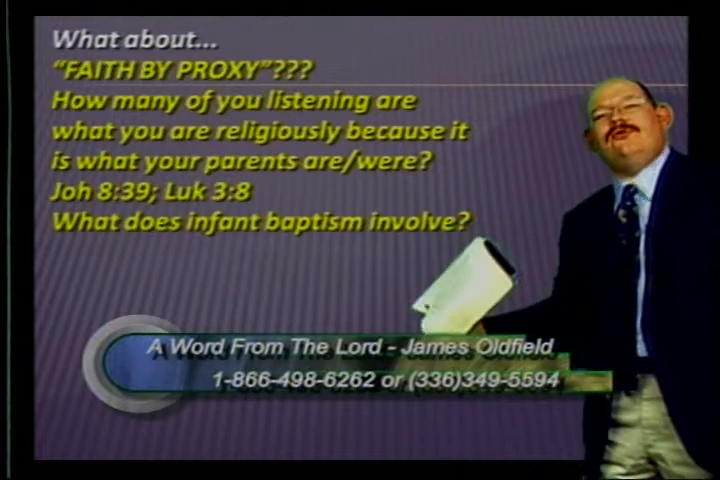 What about...
"FAITH BY PROXY"???
How many of you listening are
what you are religiously because it
is what your parents are/were?
Joh 8:39; Luk 3:8
What does infant baptism involve?
A Word From The Lord - James Oldfield
1-866-498-6262 or (336)349-5594